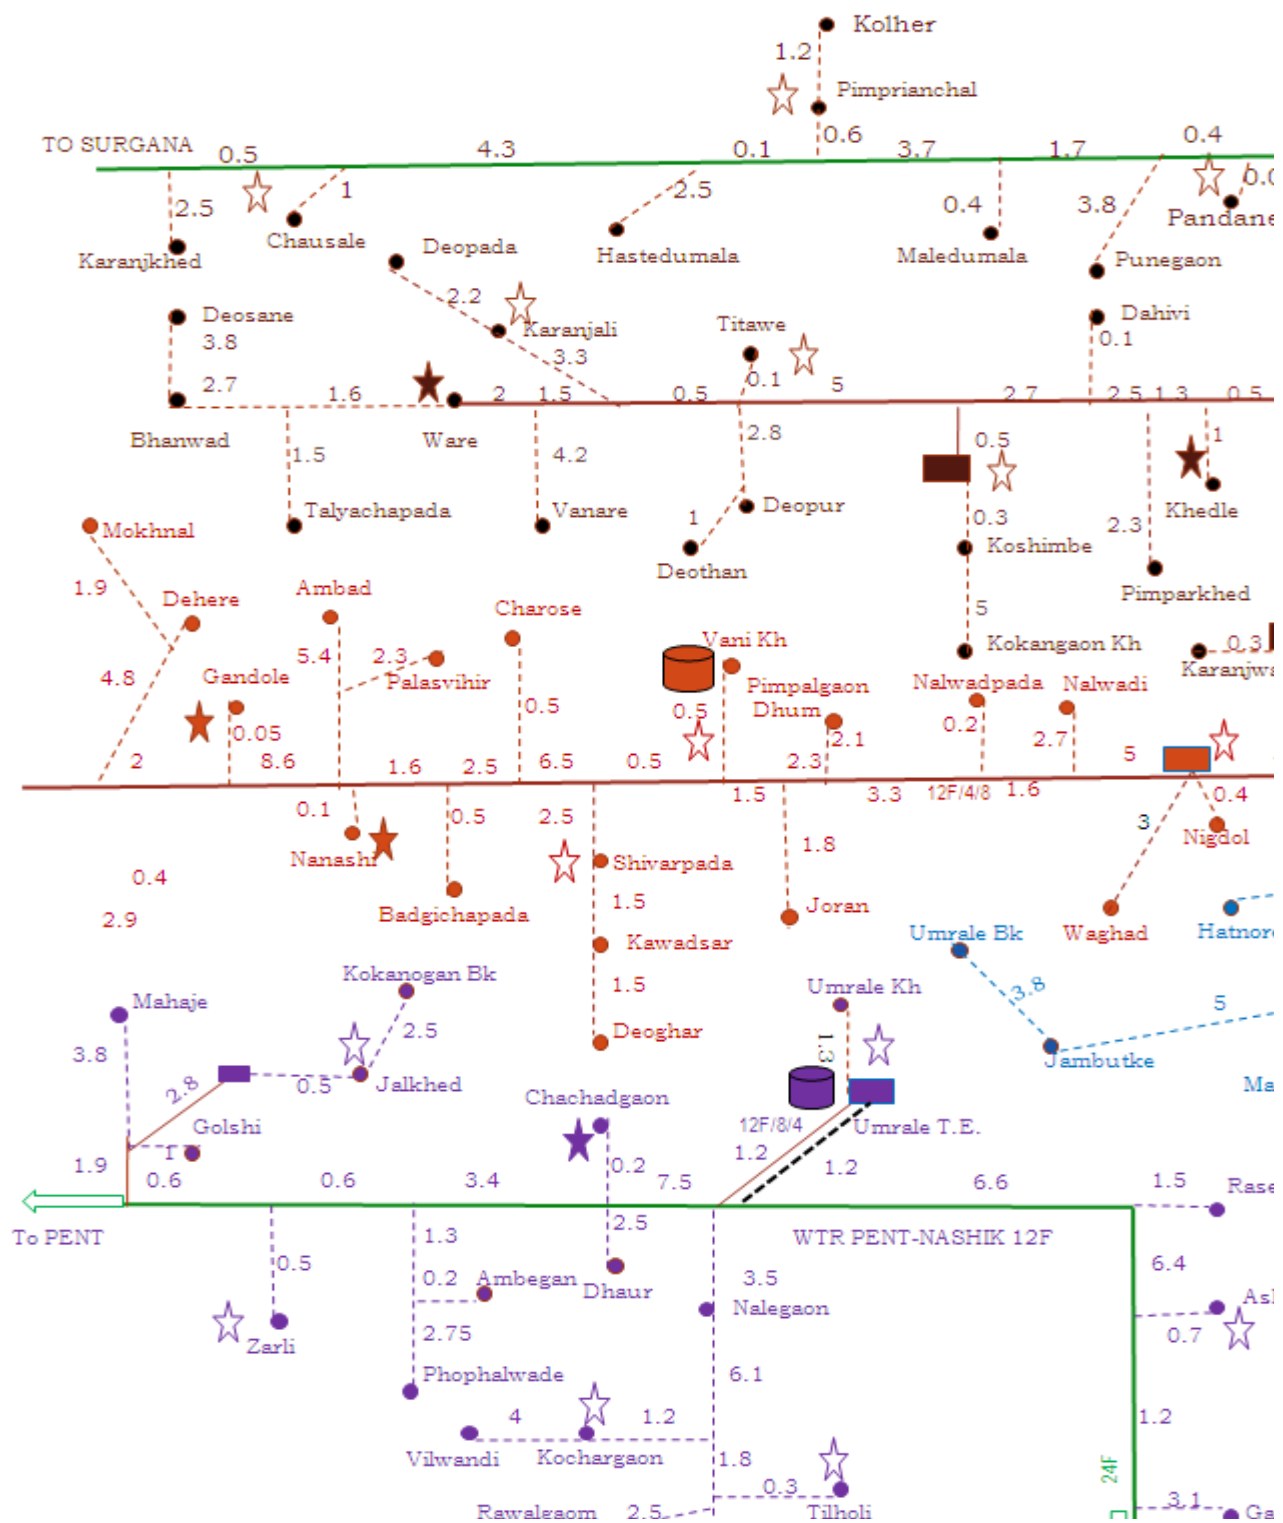 Kolher
1.2
Pimprianchal
0.6
TO SURGANA
0.5
4.3
0.1
3.7
1.7
0.4
2.5
1
2.5
0.4
3.8
Pandane
Karanjkhed
Chausale
Deopada
Hastedumala
Maledumala
Punegaon
2.2
Karanjali
3.3
Deosane
3.8
2.7
Titawe
0.1
5
Dahivi
0.1
1.6
2
1.5
0.5
2.7
2.5
1.3
0.5
Bhanwad
Ware
2.8
0.5
1
1.5
4.2
Talyachapada
Vanare
Deopur
1
Deothan
0.3
Koshimbe
2.3
Khedle
Pimparkhed
5
Kokangaon Kh
0.3
Karanjwa
Mokhnal
1.9
Dehere
4.8
Ambad
5.4
2.3
Palasvihir
Charose
0.5
Gandole
0.05
Vani Kh
0.5
Pimpalgaon
Dhum
2.1
Nalwadpada
0.2
Nalwadi
2.7
2
8.6
1.6
2.5
6.5
0.5
2.3
5
1.5
3.3
12F/4/8
1.6
0.1
Nanashi
0.5
Badgichapada
2.5
Shivarpada
1.5
Kawadsar
1.5
Deoghar
1.8
Joran
3
0.4
Nigdol
Waghad
Hatnore
0.4
2.9
Umrale Bk
3.8
Jambutke
5
Ma
Mahaje
3.8
Kokanogan Bk
2.5
2.8
0.5
Jalkhed
Golshi
1
1.9
0.6
0.6
3.4
7.5
Chachadgaon
0.2
Umrale Kh
1.3
12F/8/4
Umrale T.E.
1.2
1.2
6.6
1.5
Rase
To PENT
WTR PENT-NASHIK 12F
0.5
Zarli
1.3
0.2
Ambegan
2.75
Phophalwade
2.5
Dhaur
3.5
Nalegaon
6.1
6.4
0.7
1.2
4
1.2
Vilwandi
Kochargaon
1.8
0.3
Tilholi
24F
3.1
Rawalgaom
2.5